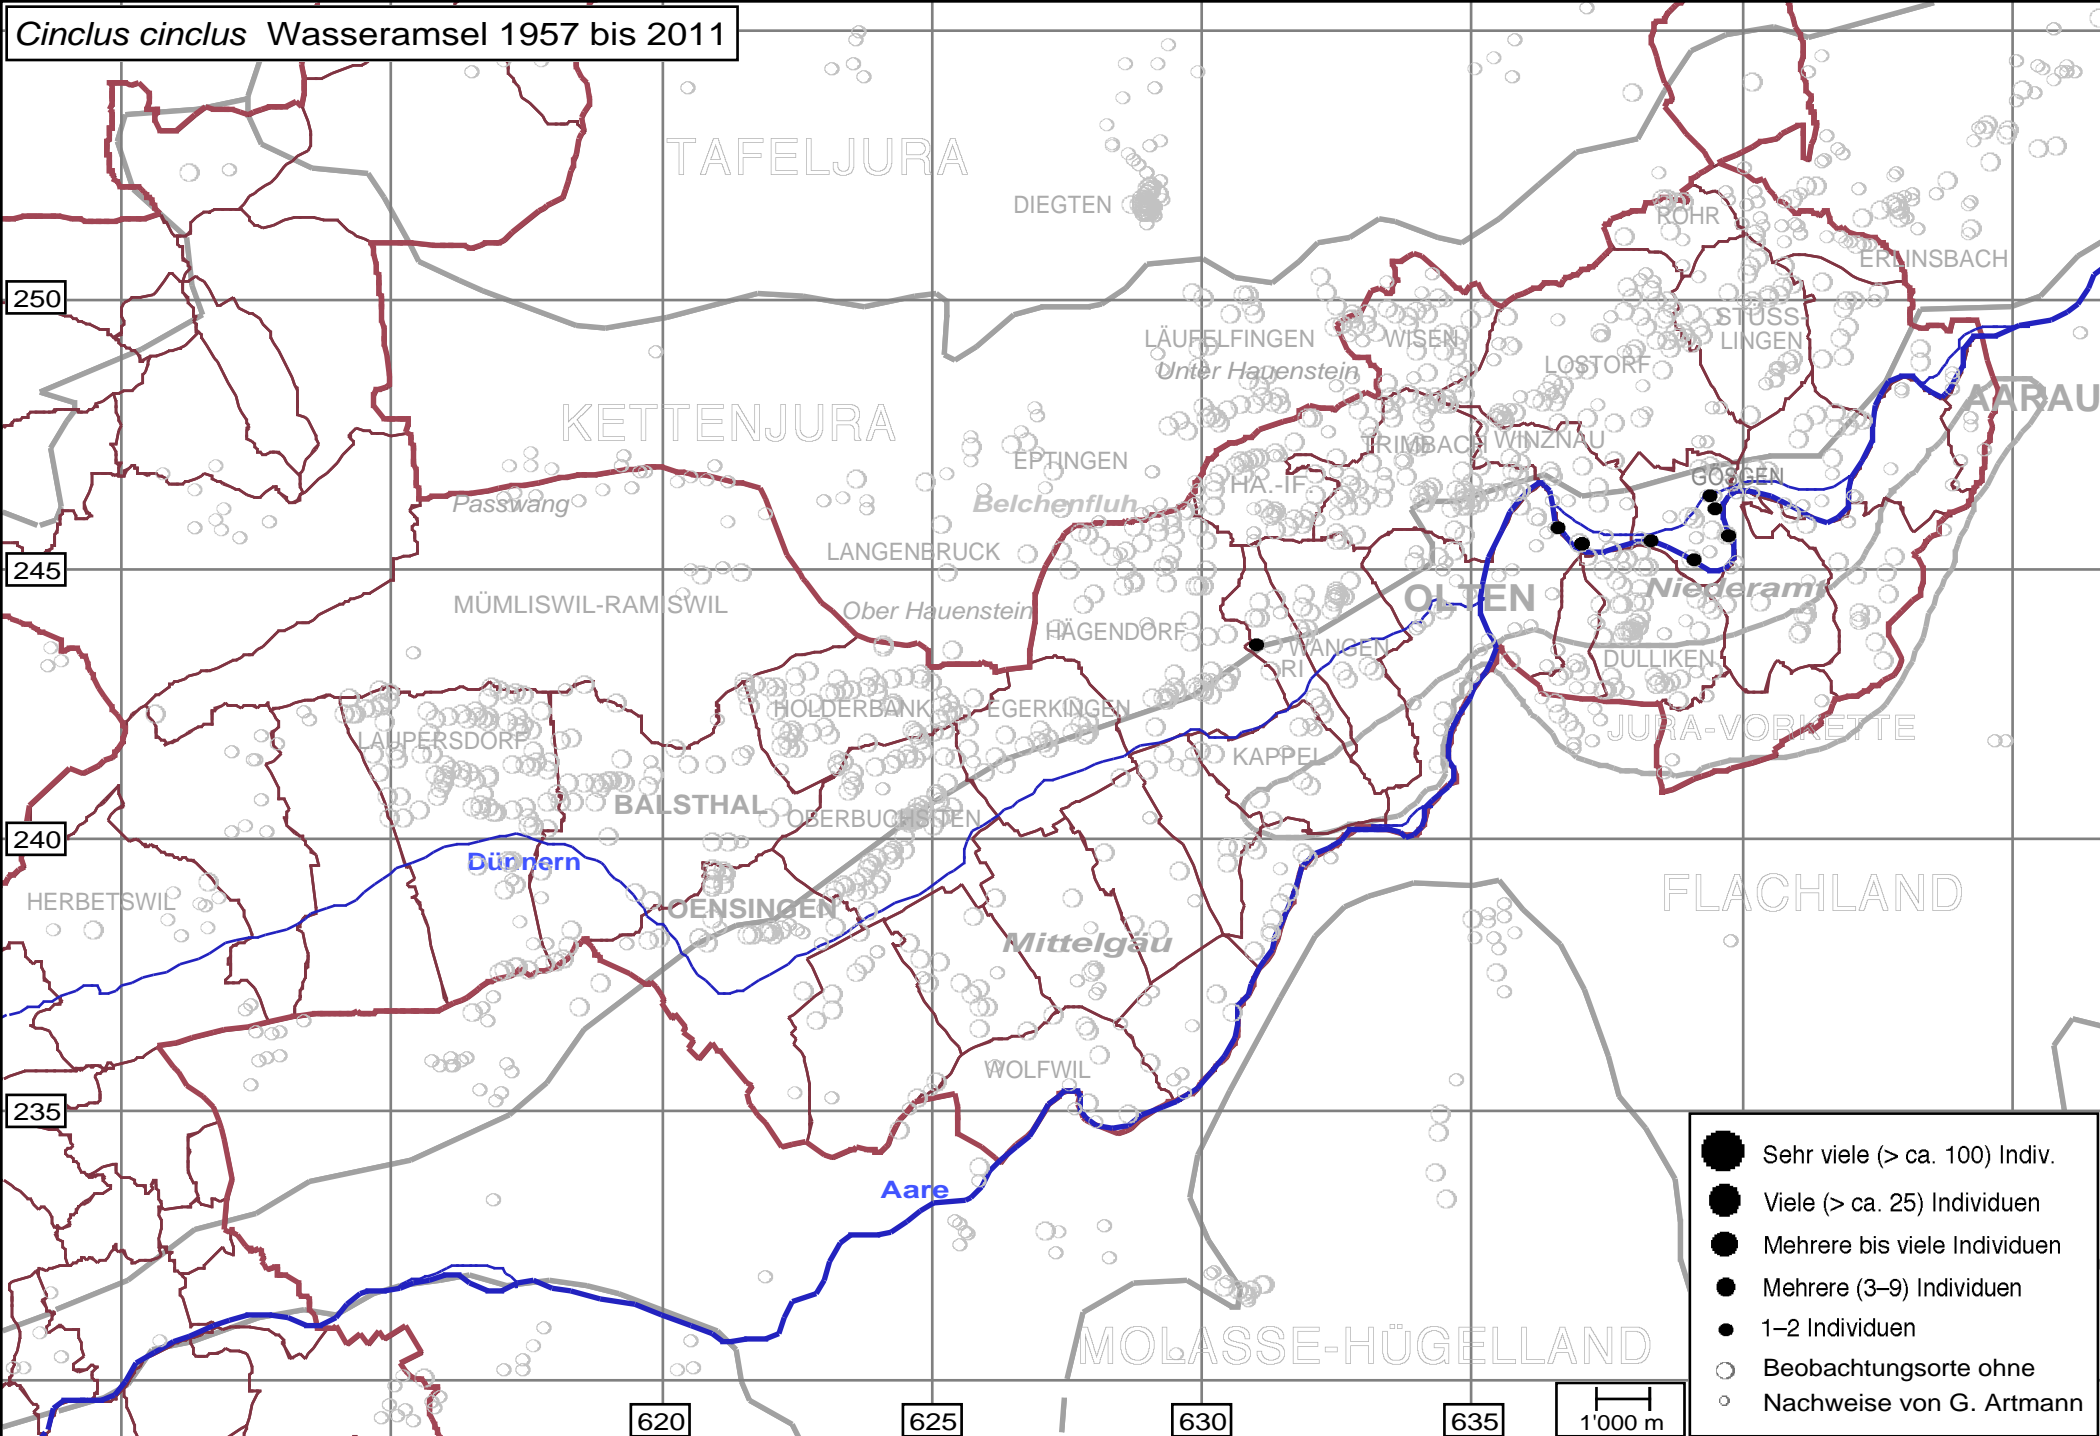 Cinclus cinclus Wasseramsel 1957 bis 2011
TAFELJURA
DIEGTEN
ROHR
ERLINSBACH
250
STÜSS-
LINGEN
LÄUFELFINGEN
WISEN
Unter Hauenstein
LOSTORF
AARAU
KETTENJURA
TRIMBACH
WINZNAU
EPTINGEN
GÖSGEN
HA.-IF.
Passwang
Belchenfluh
LANGENBRUCK
245
Niederamt
OLTEN
MÜMLISWIL-RAMISWIL
Ober Hauenstein
HÄGENDORF
WANGEN
RI
DULLIKEN
HOLDERBANK
EGERKINGEN
JURA-VORKETTE
LAUPERSDORF
KAPPEL
BALSTHAL
OBERBUCHSITEN
240
Dünnern
FLACHLAND
HERBETSWIL
OENSINGEN
Mittelgäu
WOLFWIL
235
Aare
Sehr viele (> ca. 100) Indiv.
Viele (> ca. 25) Individuen
Mehrere bis viele Individuen
Mehrere (3–9) Individuen
1–2 Individuen
Beobachtungsorte ohne
Nachweise von G. Artmann
MOLASSE-HÜGELLAND
620
625
630
635
1'000 m